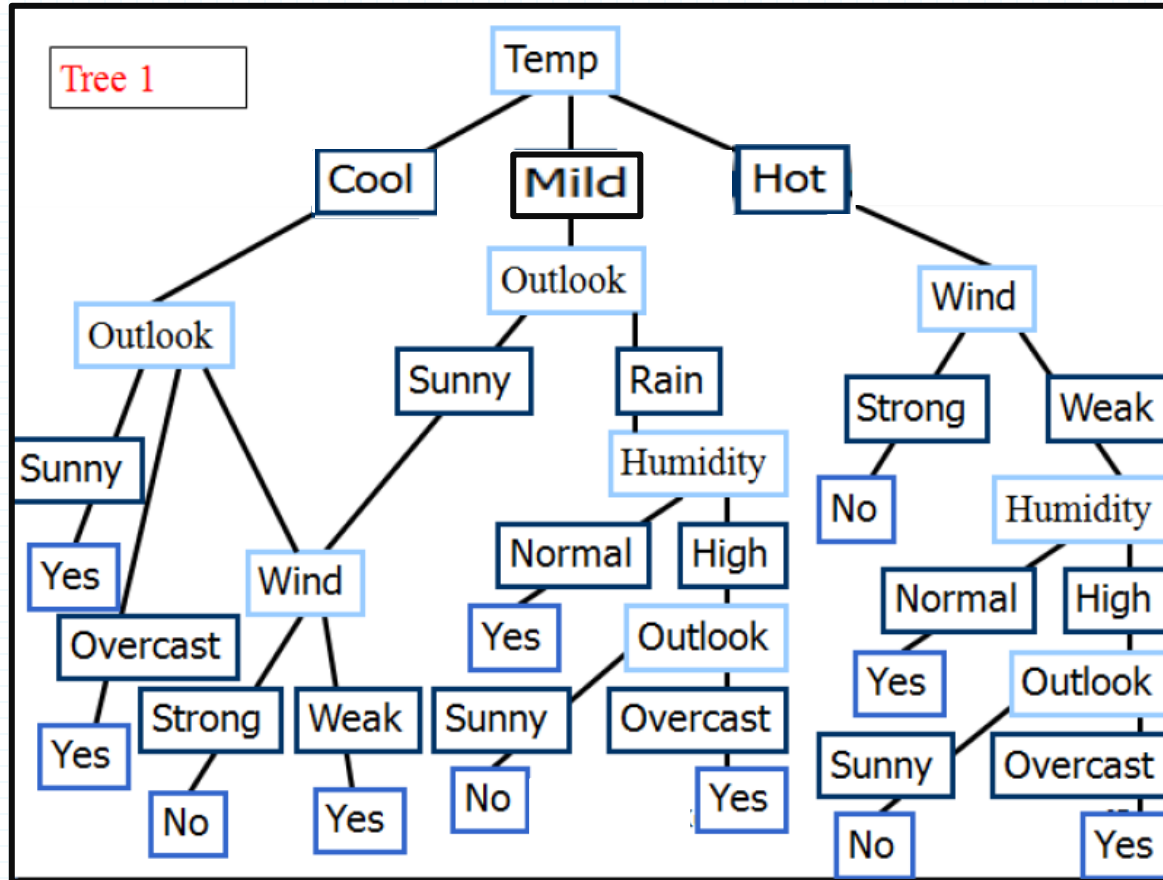 Tree 1
Temp
Cool
Mild
Hot
Outlook
Wind
Outlook
Sunny
Rain
Strong
Weak
Sunny
Humidity
No
Humidity
Yes
Wind
Normal
High
Normal
High
Overcast
Yes
Outlook
Yes
Outlook
Yes
Strong
Weak
Sunny
Overcast
Sunny
Overcast
No
Yes
No
Yes
No
Yes